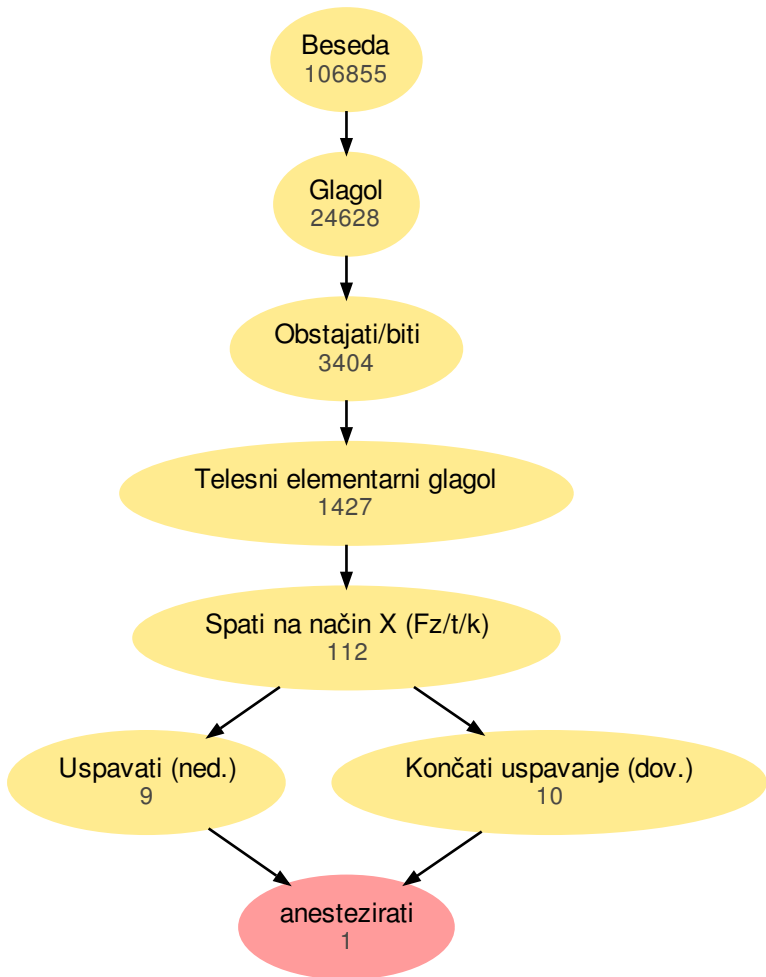 Beseda
106855
Glagol
24628
Obstajati/biti
3404
Telesni elementarni glagol
1427
Spati na način X (Fz/t/k)
112
Uspavati (ned.)
9
Končati uspavanje (dov.)
10
anestezirati
1